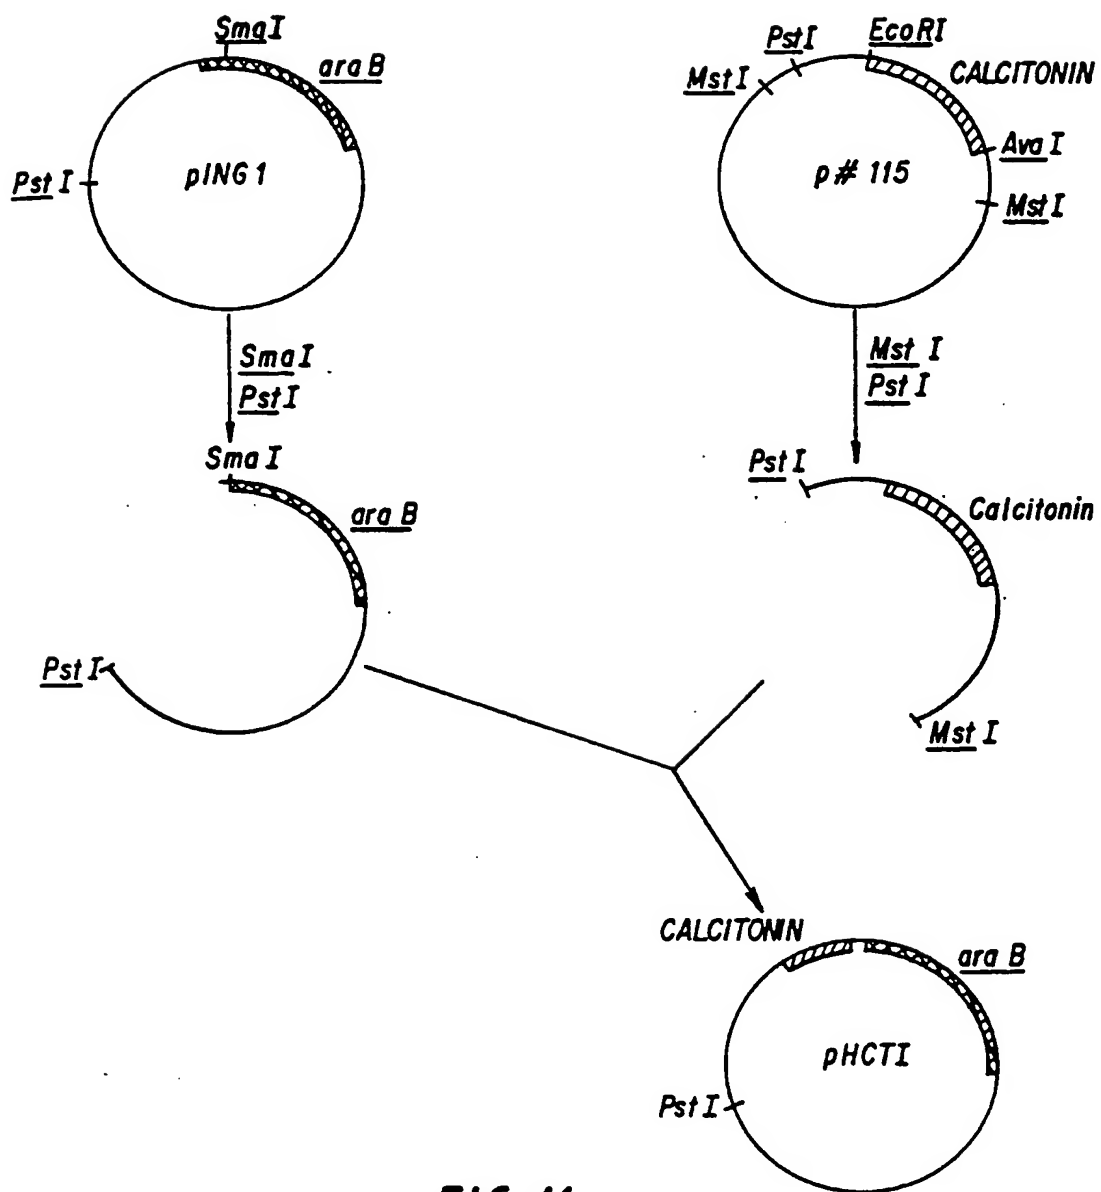 SmaI
araB
PstI
pING1
SmaI
PstI
SmaI
araB
PstI
EcoRI
PstI
MstI
CALCITONIN
AvaI
MstI
p# 115
MstI
PstI
PstI
Calcitonin
MstI
CALCITONIN
araB
pHCTI
PstI